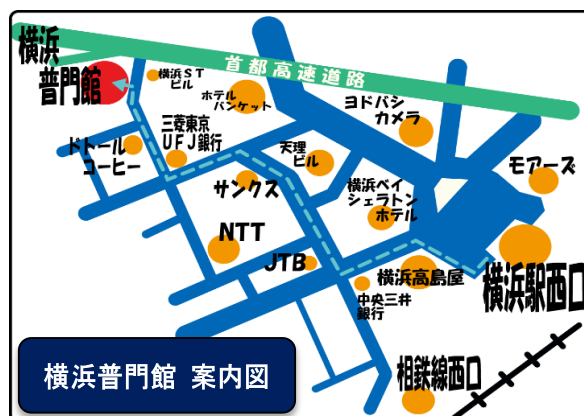 横浜
普門館
首都高速道路
横浜ST
ビル
ホテル
バンケット
ヨドバシ
カメラ
三菱東京
UFJ銀行
ドトール
コーヒー
天理
ビル
モアーズ
サンクス
横浜ベイ
シェラトン
ホテル
NTT
JTB
横浜高島屋
横浜駅西口
中央三井
銀行
相鉄線西口
横浜普門館 案内図